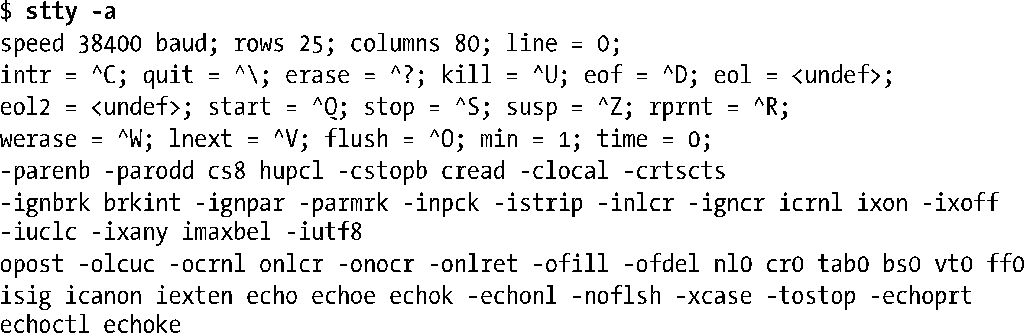 $ stty -a
speed 38400 baud; rows 25; columns 80; line = 0;
intr = ^C; quit = ^\; erase = ^?; kill = ^U; eof = ^D; eol = <undef>;
eol2 = <undef>; start = ^Q; stop = ^S; susp = ^Z; rprnt = ^R;
werase = ^W; lnext = ^V; flush = ^O; min = 1; time = 0;
-parenb -parodd cs8 hupcl -cstopb cread -clocal -crtscts
-ignbrk brkint -ignpar -parmrk -inpck -istrip -inlcr -igncr icrnl ixon -ixoff
-iuclc -ixany imaxbel -iutf8
opost -olcuc -ocrnl onlcr -onocr -onlret -ofill -ofdel nl0 cr0 tab0 bs0 vt0 ff0
isig icanon iexten echo echoe echok -echonl -noflsh -xcase -tostop -echoprt
echoctl echoke